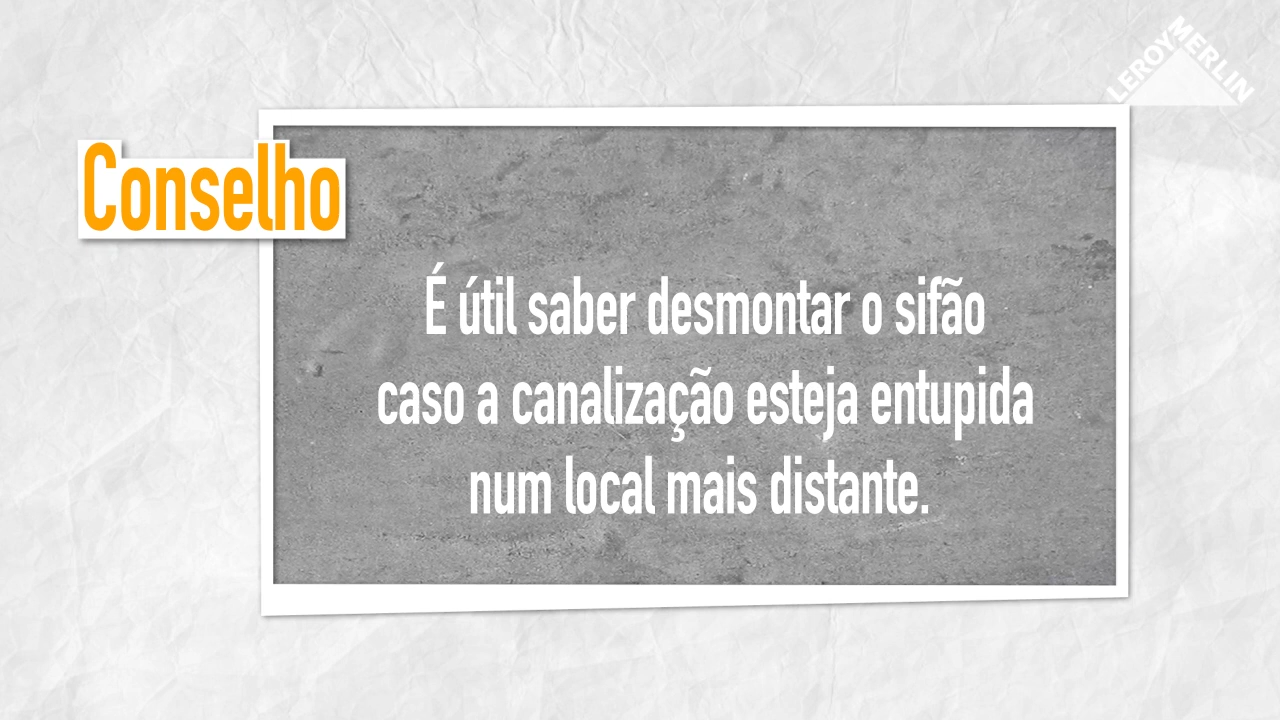 LEROY MERLIN
Conselho
É útil saber desmontar o sifão
caso a canalização esteja entupida
num local mais distante.